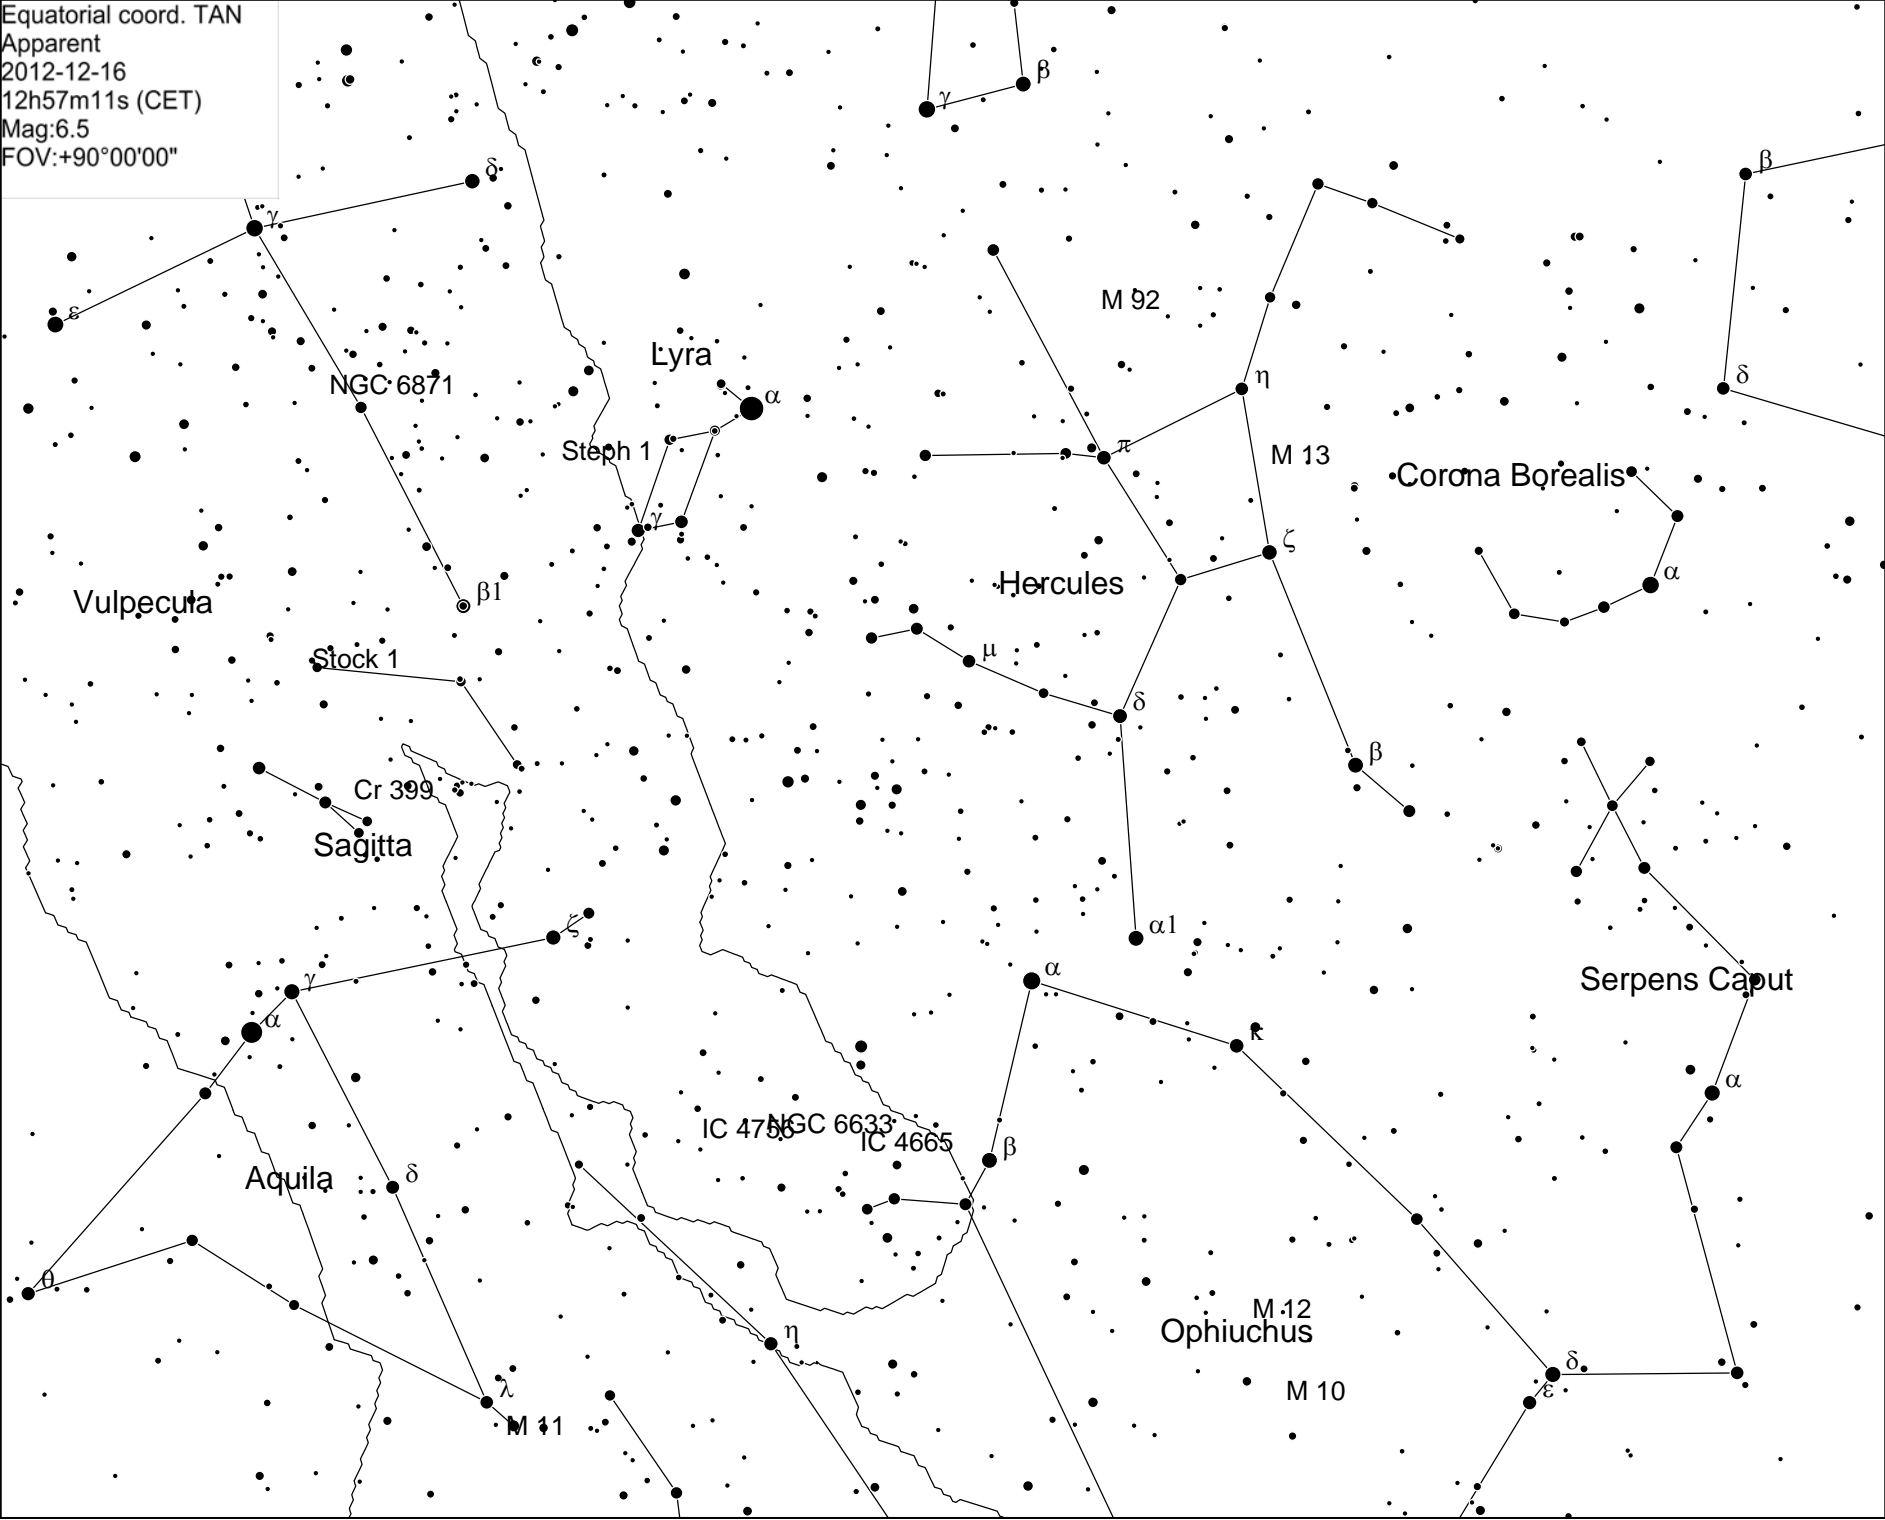 Equatorial coord. TAN
Apparent
2012-12-16
12h57m11s (CET)
Mag:6.5
FOV:+90°00'00"
β
γ
β
δ
γ
ε
M 92
Lyra
δ
NGC 6871
α
η
π
Steph 1
M 13
Corona Borealis
γ
ζ
α
Hercules
β1
Vulpecula
μ
Stock 1
δ
β
Cr 399
Sagitta
ζ
α1
α
Serpens Caput
γ
α
κ
α
IC 4756
NGC 6633
IC 4665
β
Aquila
δ
θ
M 12
Ophiuchus
η
δ
λ
ε
M 10
M 11